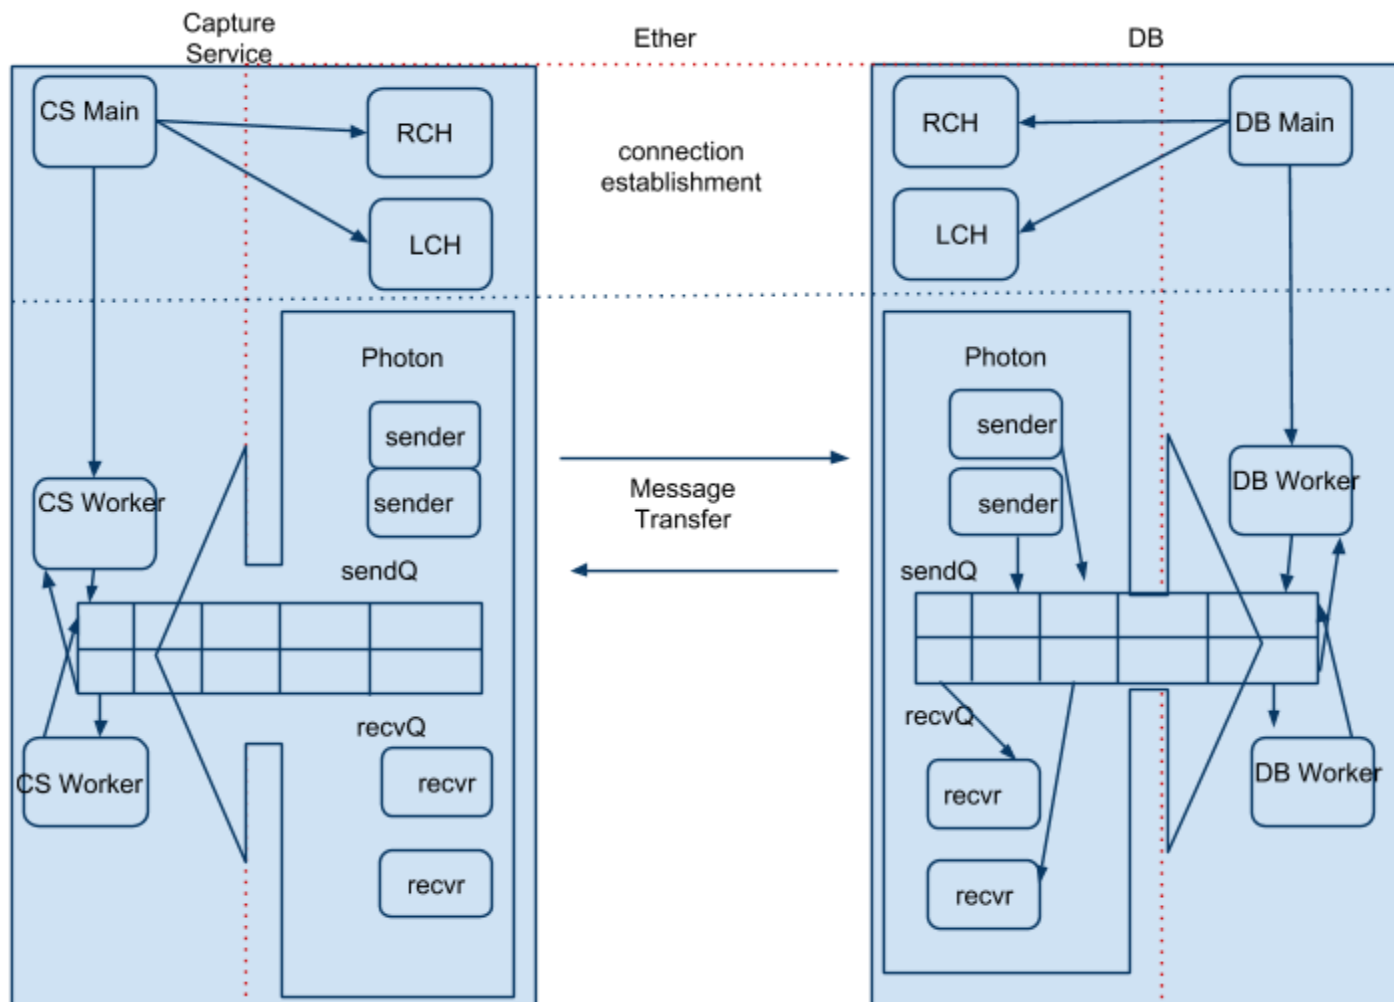 Capture
Service
Ether
DB
CS Main
RCH
LCH
connection
establishment
RCH
LCH
DB Main
Photon
sender
sender
CS Worker
sendQ
recvQ
CS Worker
recvr
recvr
Message
Transfer
Photon
sender
sender
DB Worker
sendQ
recvQ
recvr
recvr
DB Worker